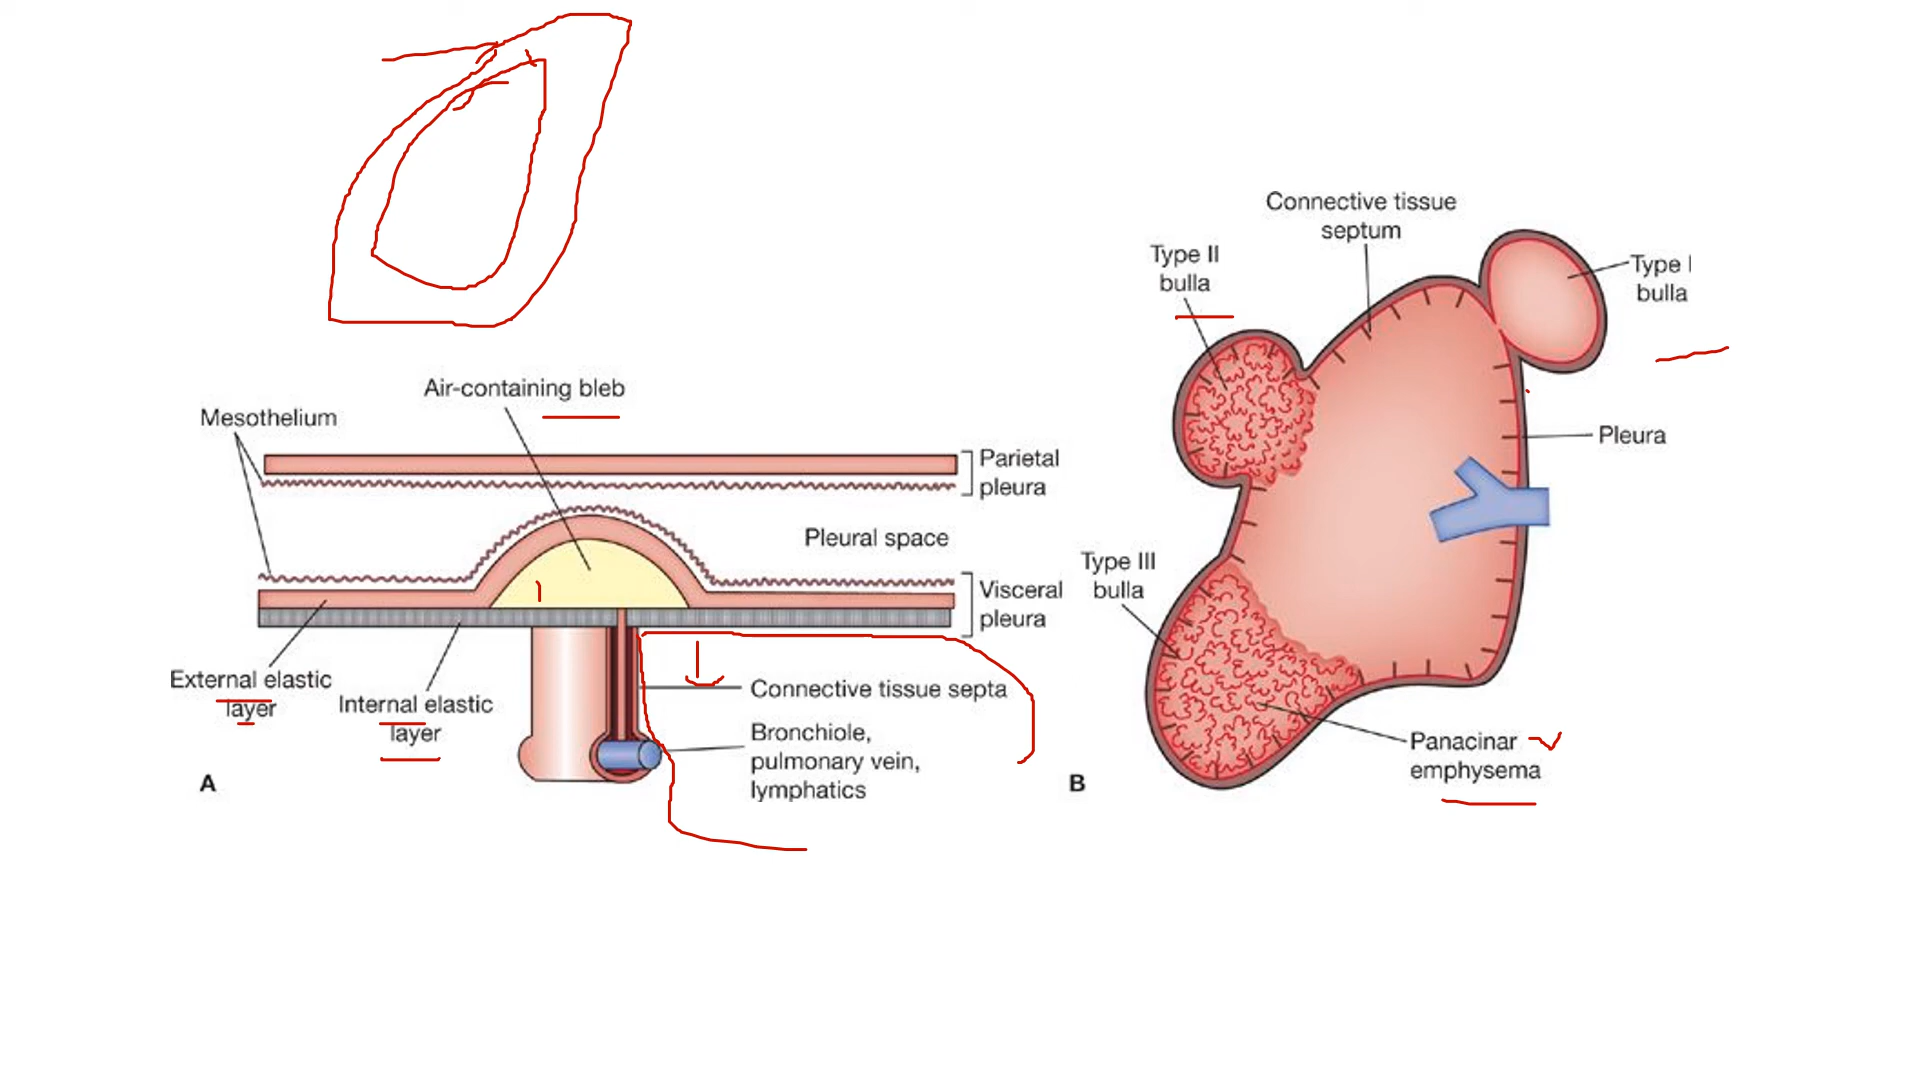 Air-containing bleb
Mesothelium
Parietal
pleura
Pleural space
Visceral
pleura
External elastic
layer
Internal elastic
layer
Connective tissue septa
Bronchiole,
pulmonary vein,
lymphatics
A
Connective tissue
septum
Type II
bulla
Type I
bulla
Pleura
Type III
bulla
Panacinar
emphysema
B